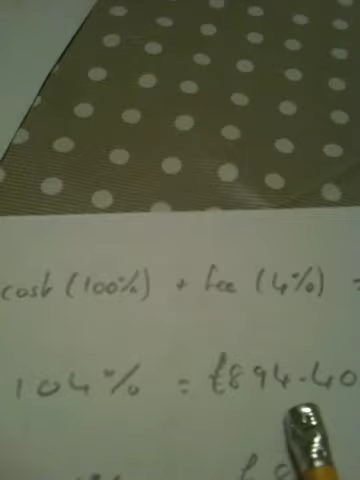 cost (100%) + fee (4%) =
104% = £894.40